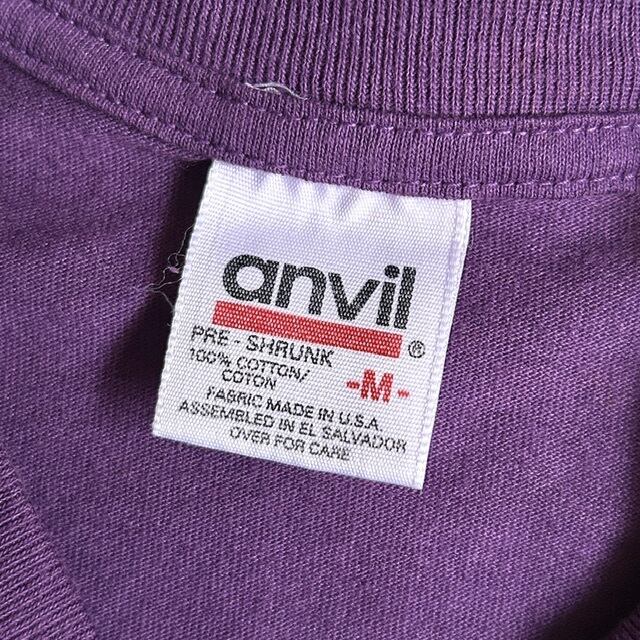 anvil
®
PRE-SHRUNK
100% COTTON/
COTON
-M-
FABRIC MADE IN U.S.A.
ASSEMBLED IN EL SALVADOR
OVER FOR CARE